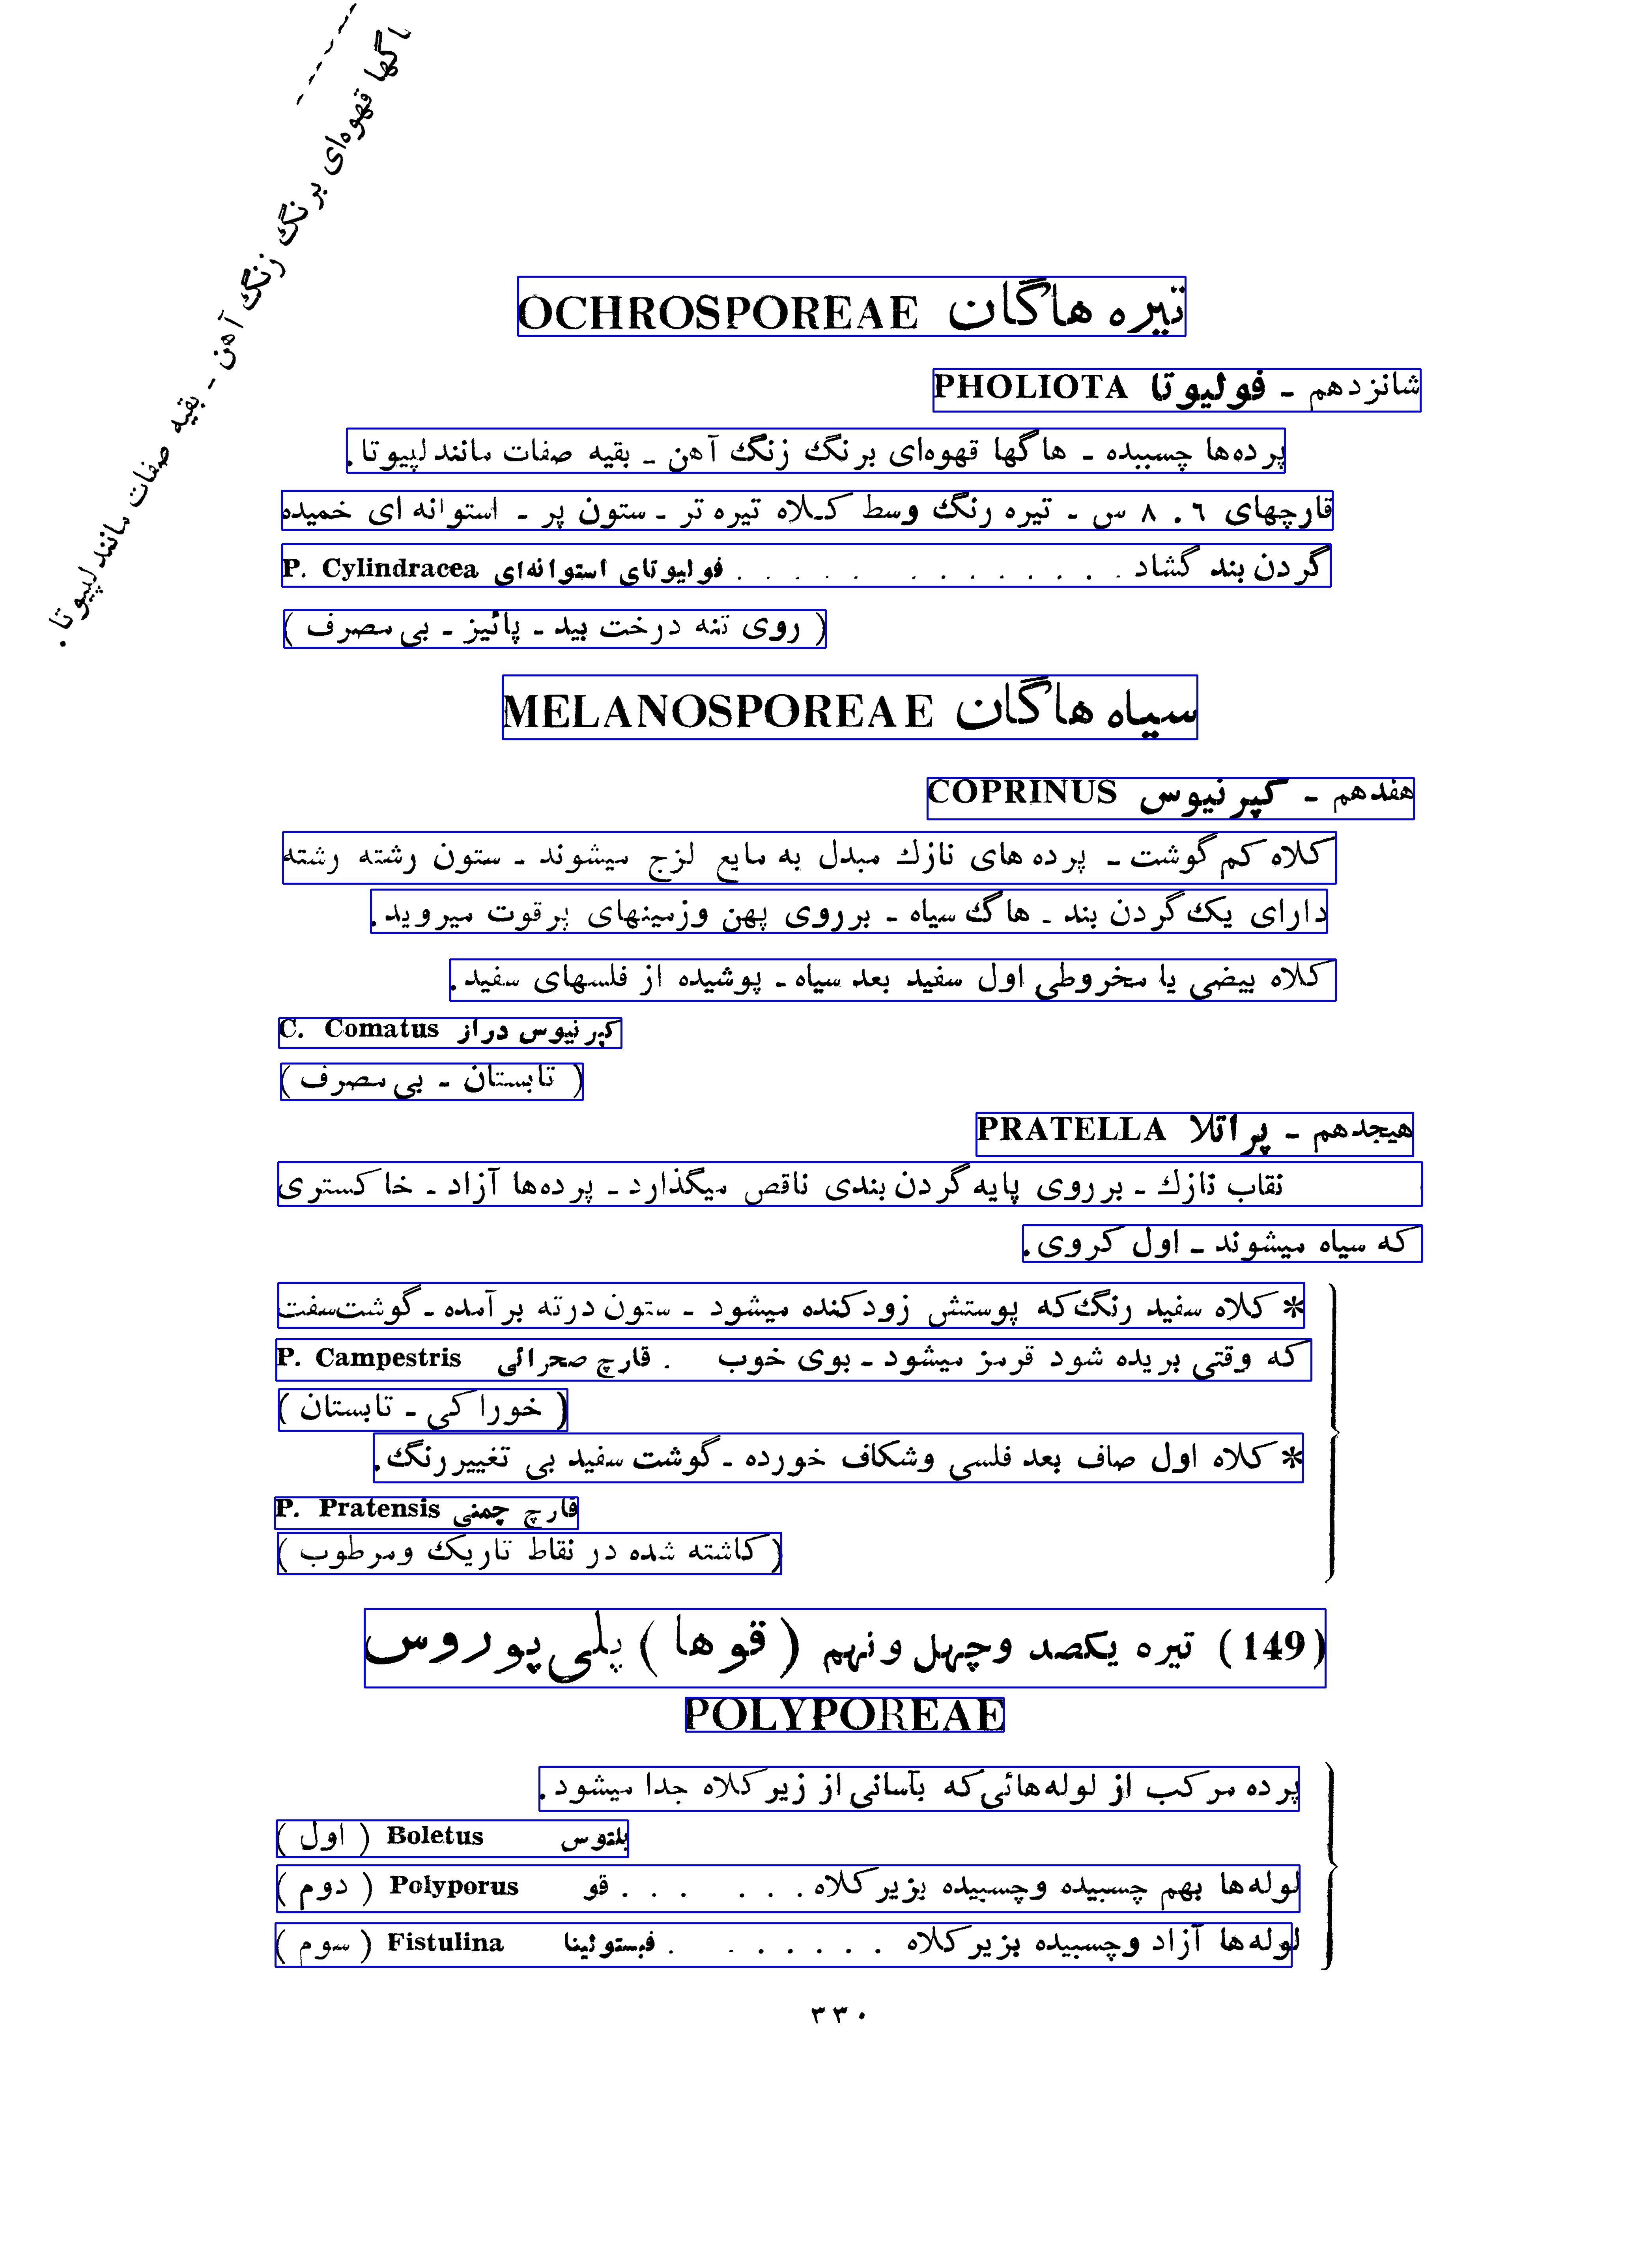 هاگها قهوه‌ای برنگ زنگ آهن ـ بقیه صفات مانند لپیوتا .
تیره هاگان OCHROSPOREAE
شانزدهم ـ فولیوتا PHOLIOTA
پرده‌ها چسبیده ـ هاگها قهوه‌ای برنگ زنگ آهن ـ بقیه صفات مانند لپیوتا .
قارچهای ٦ . ٨ س ـ تیره رنگ وسط کلاه تیره تر ـ ستون پر ـ استوانه ای خمیده
گردن بند گشاد . . . . . . . . . . . . . فولیوتای استوانه‌ای P. Cylindracea
( روی تنه درخت بید ـ پائیز ـ بی مصرف )
سیاه هاگان MELANOSPOREAE
هفدهم ـ کپرنیوس COPRINUS
کلاه کم گوشت ـ پرده های نازک مبدل به مایع لزج میشوند ـ ستون رشته رشته
دارای یک گردن بند ـ هاگ سیاه ـ برروی پهن وزمینهای پرقوت میروید .
کلاه بیضی یا مخروطی اول سفید بعد سیاه ـ پوشیده از فلسهای سفید .
کپرنیوس دراز C. Comatus
( تابستان ـ بی مصرف )
هیجدهم ـ پراتلا PRATELLA
نقاب نازک ـ برروی پایه گردن بندی ناقص میگذارد ـ پرده‌ها آزاد ـ خاکستری
که سیاه میشوند ـ اول کروی .
* کلاه سفید رنگ که پوستش زود کنده میشود ـ ستون درته برآمده ـ گوشت سفت
که وقتی بریده شود قرمز میشود ـ بوی خوب . قارچ صحرائی P. Campestris
( خوراکی ـ تابستان )
* کلاه اول صاف بعد فلسی وشکاف خورده ـ گوشت سفید بی تغییر رنگ .
قارچ چمنی P. Pratensis
( کاشته شده در نقاط تاریک ومرطوب )
(149) تیره یکصد وچهل ونهم ( قوها ) پلی پوروس
POLYPOREAE
پرده مرکب از لوله‌هائی که بآسانی از زیر کلاه جدا میشود .
بلتوس Boletus ( اول )
لوله‌ها بهم چسبیده وچسبیده بزیر کلاه . . . . . . . قو Polyporus ( دوم )
لوله‌ها آزاد وچسبیده بزیر کلاه . . . . . . . فیستولینا Fistulina ( سوم )
٣٣٠